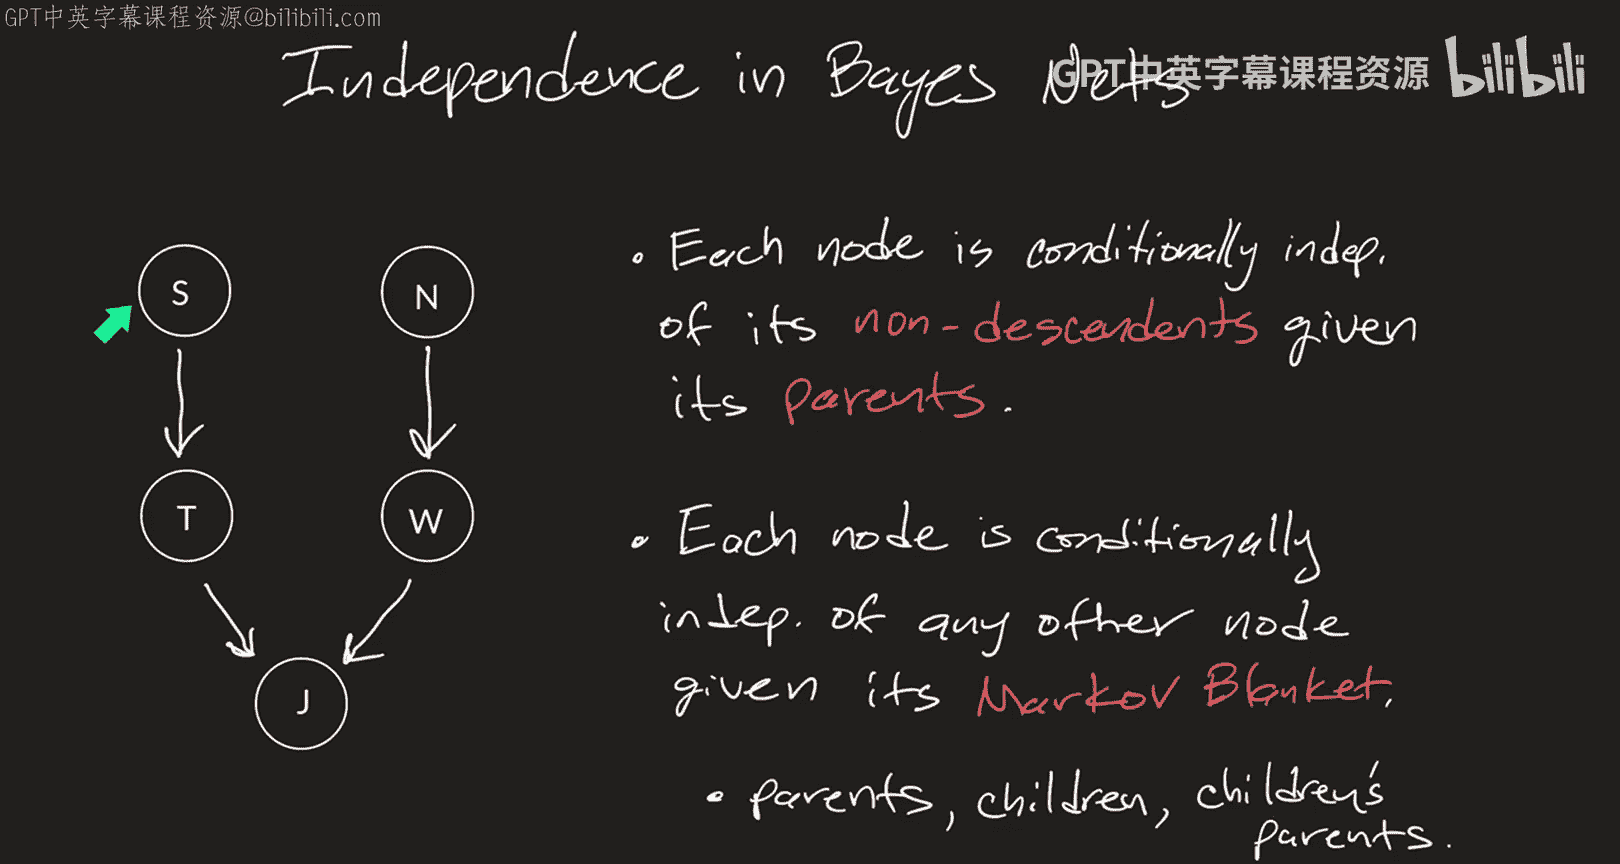 GPT中英字幕课程资源@bilibili.com
Independence in Bayes Nets
GPT中英字幕课程资源 bilibili
S
N
T
W
J
• Each node is conditionally indep.
of its non-descendents given
its parents.
• Each node is conditionally
indep. of any other node
given its Markov Blanket.
• parents, children, children's
parents.